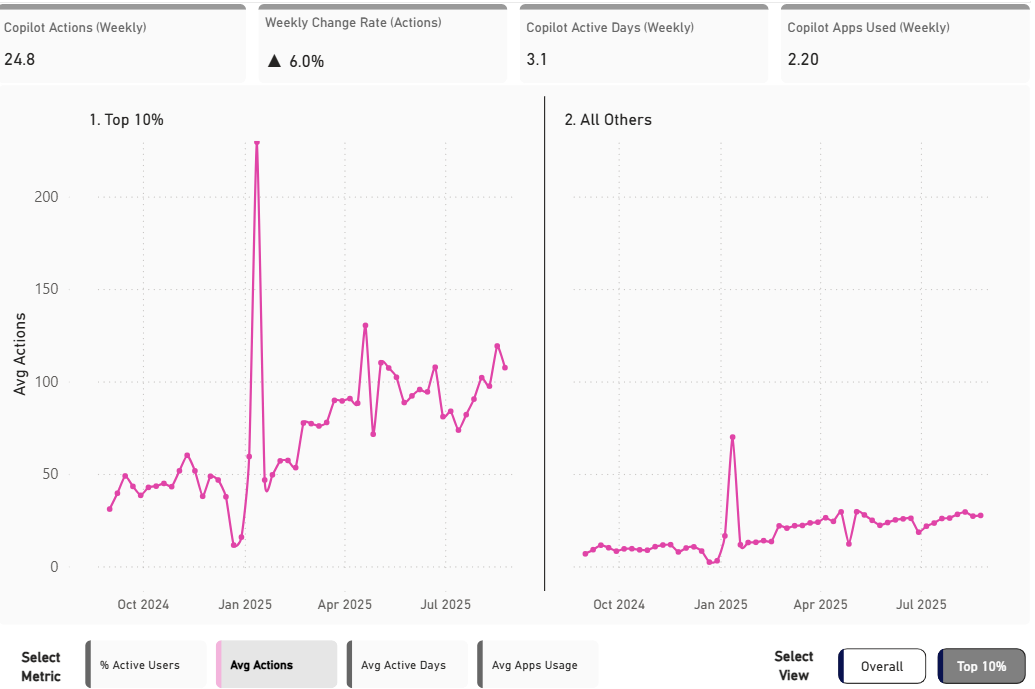 Copilot Actions (Weekly)
24.8
Weekly Change Rate (Actions)
▲ 6.0%
Copilot Active Days (Weekly)
3.1
Copilot Apps Used (Weekly)
2.20
1. Top 10%
2. All Others
Avg Actions
200
150
100
50
0
Oct 2024
Jan 2025
Apr 2025
Jul 2025
Oct 2024
Jan 2025
Apr 2025
Jul 2025
Select
Metric
% Active Users
Avg Actions
Avg Active Days
Avg Apps Usage
Select
View
Overall
Top 10%